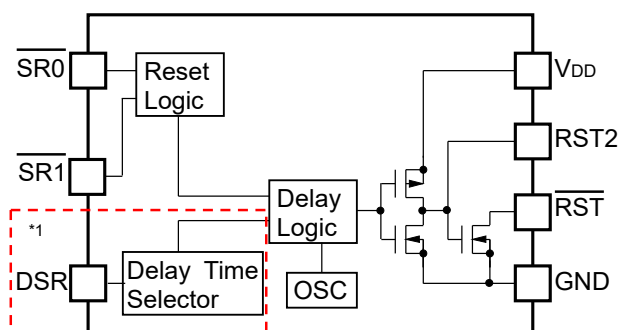 SR0
Reset
Logic
VDD
RST2
SR1
Delay
Logic
RST
*1
DSR
Delay Time
Selector
OSC
GND